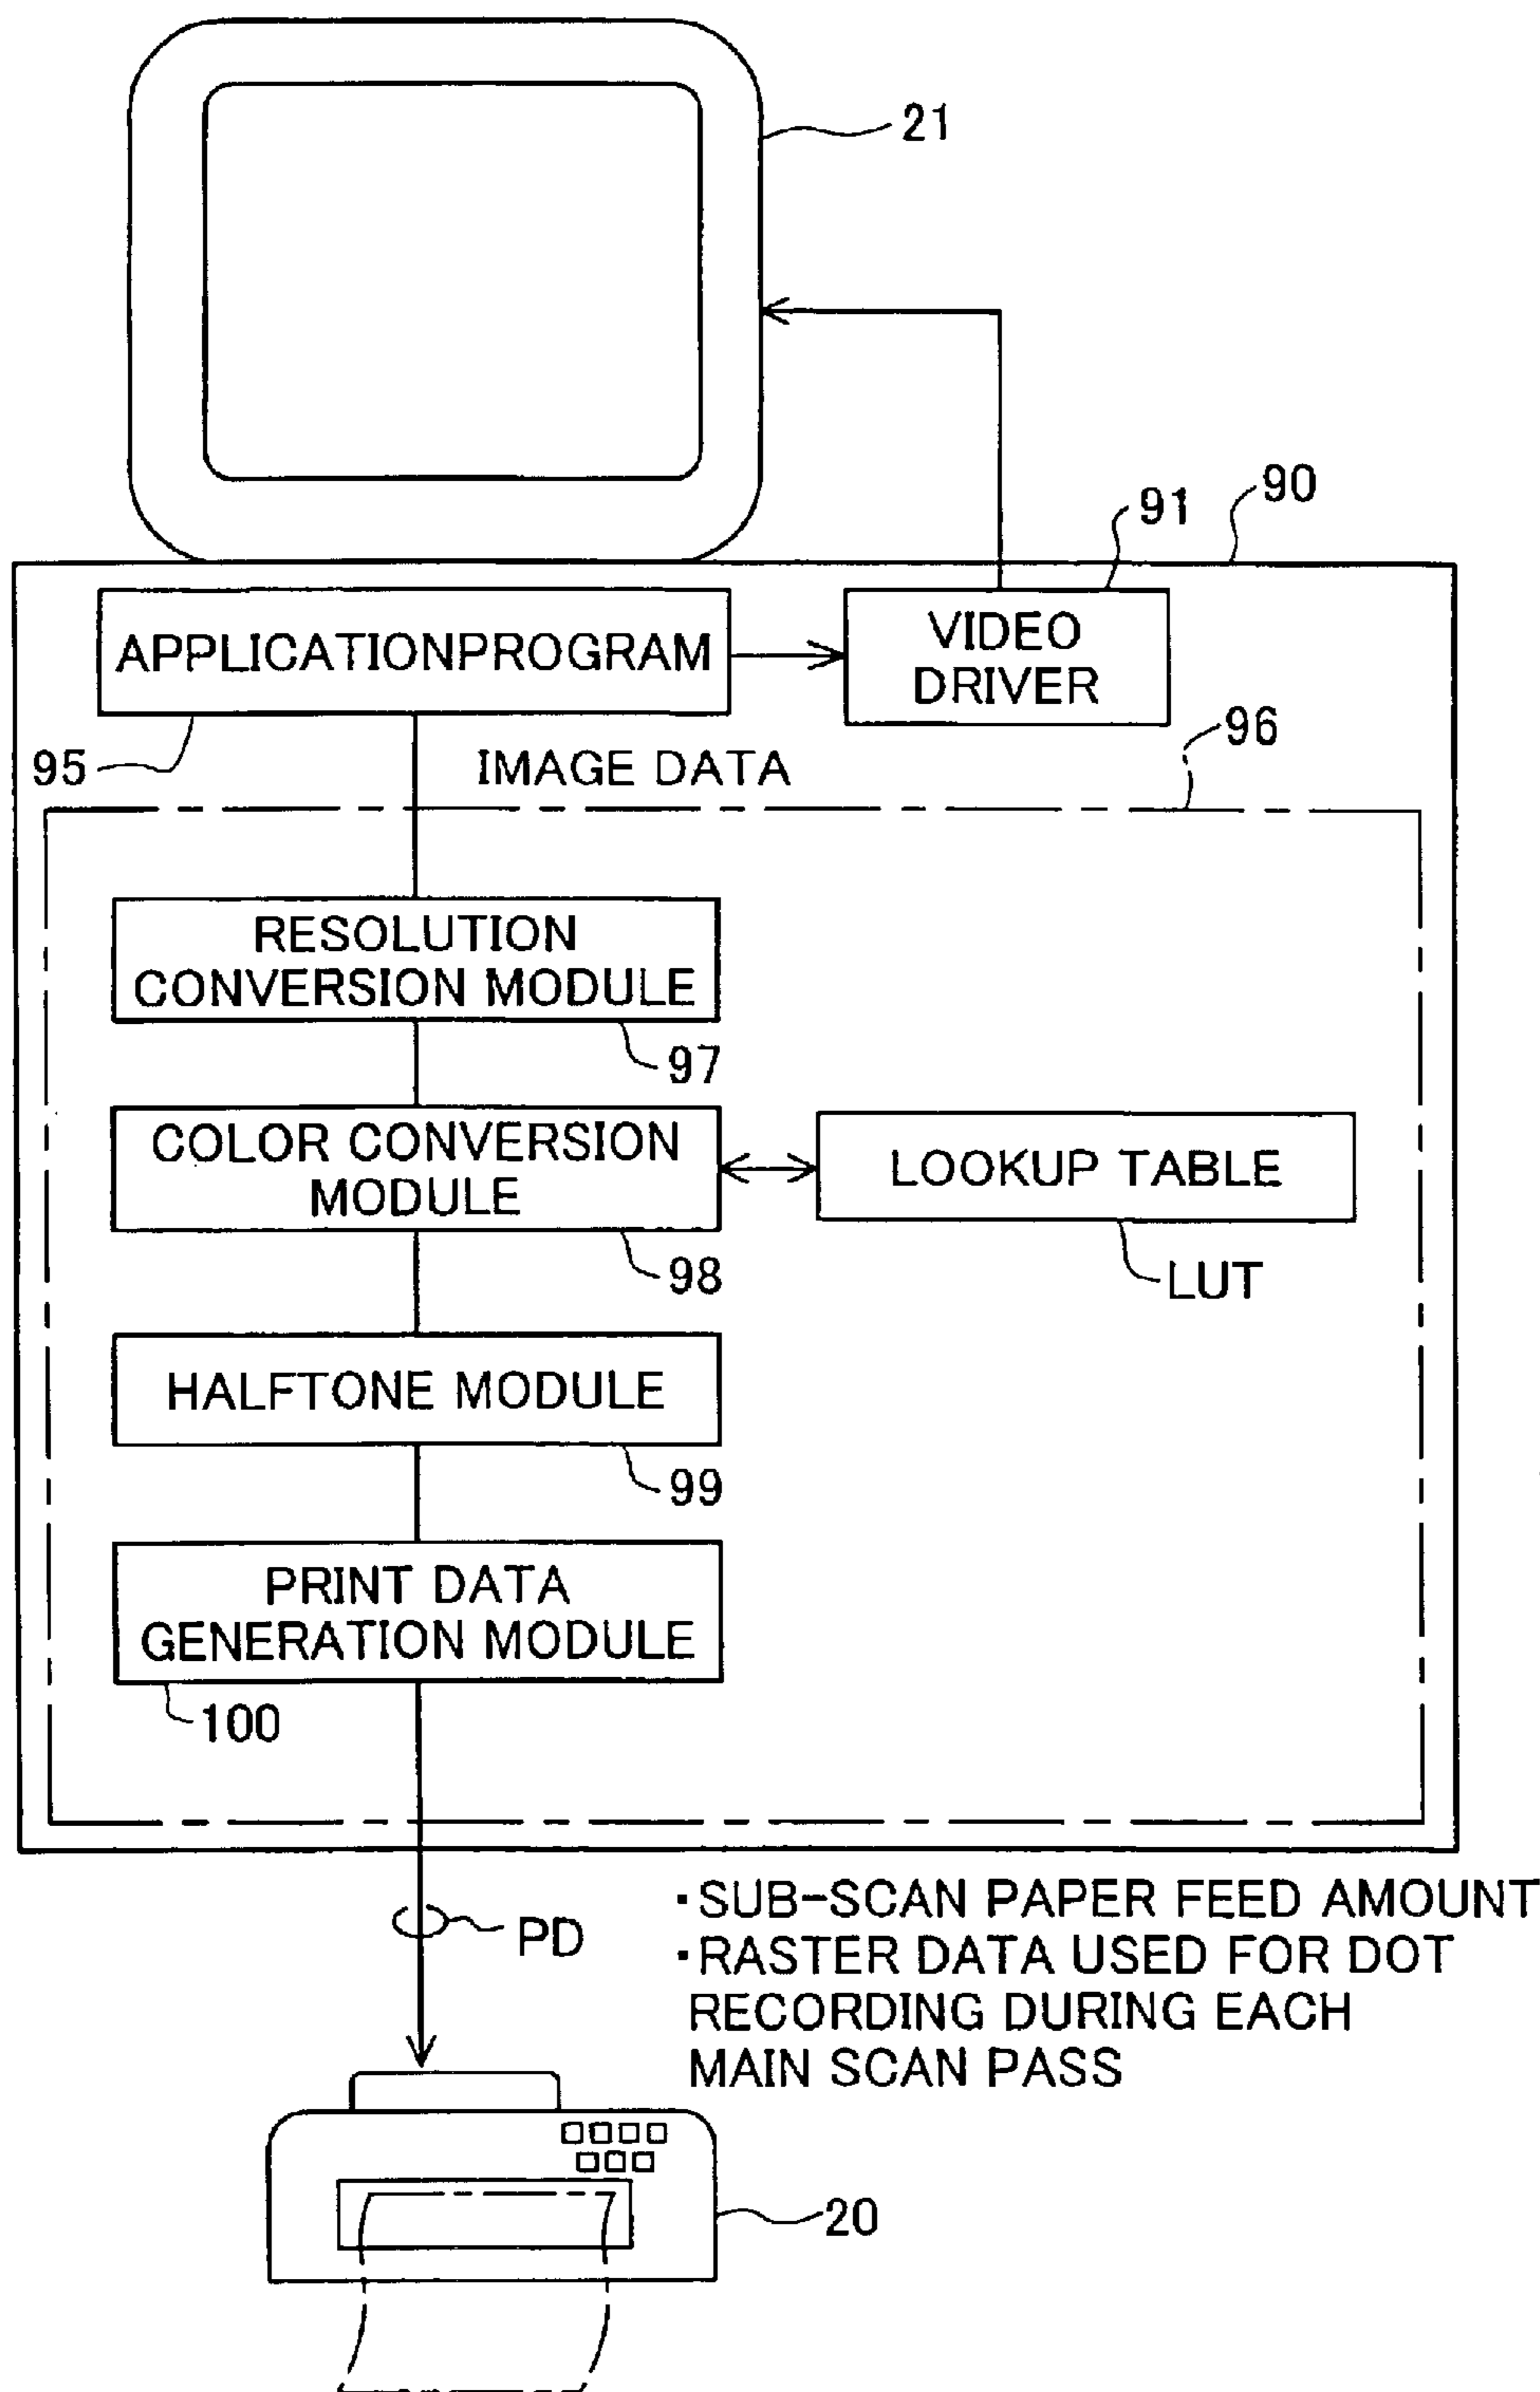 21
90
91
APPLICATIONPROGRAM
VIDEO
DRIVER
95
IMAGE DATA
96
RESOLUTION
CONVERSION MODULE
97
COLOR CONVERSION
MODULE
LOOKUP TABLE
98
LUT
HALFTONE MODULE
99
PRINT DATA
GENERATION MODULE
100
PD
・SUB-SCAN PAPER FEED AMOUNT
・RASTER DATA USED FOR DOT
RECORDING DURING EACH
MAIN SCAN PASS
20